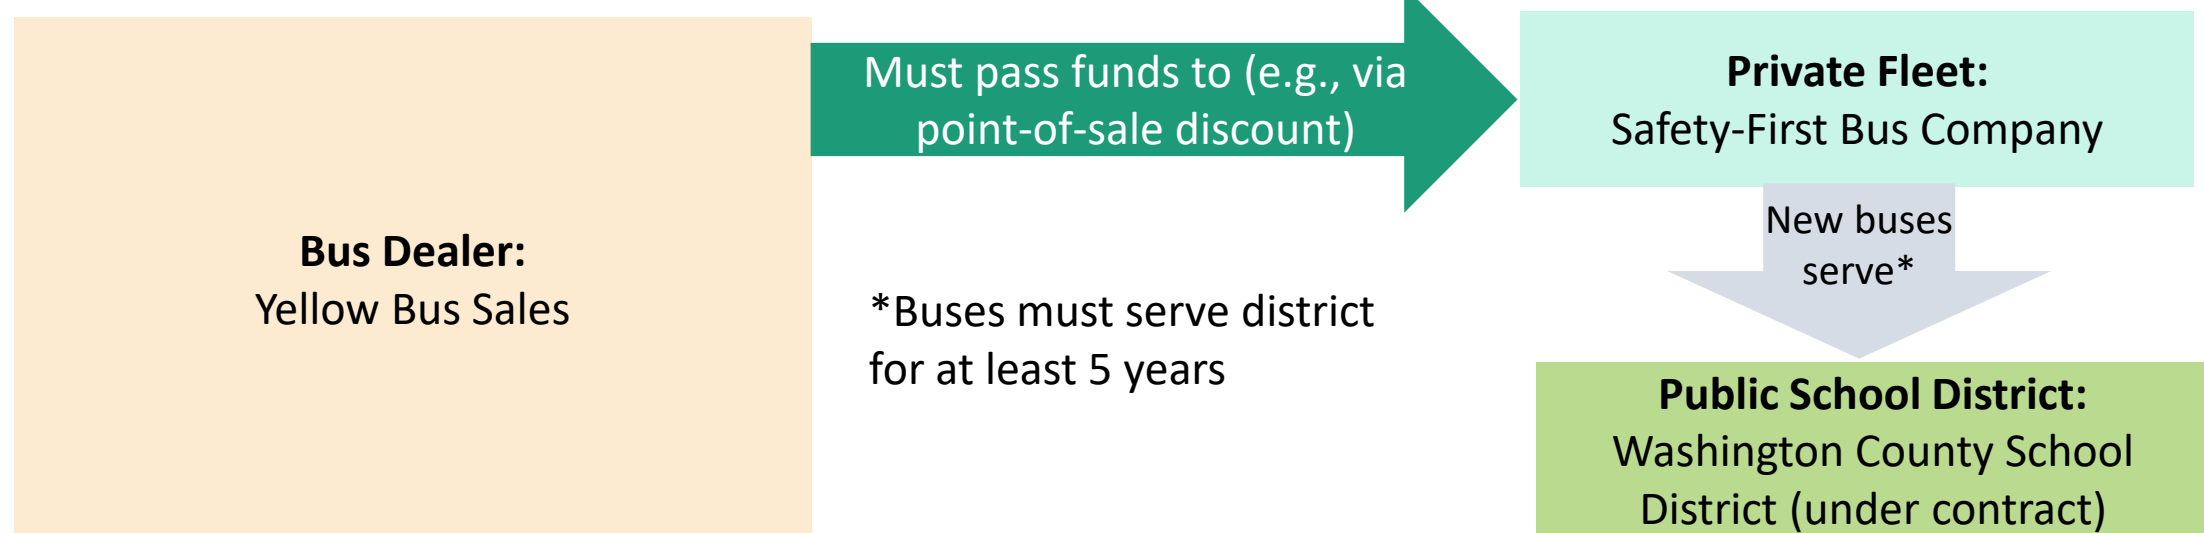 Bus Dealer:
Yellow Bus Sales
Must pass funds to (e.g., via
point-of-sale discount)
*Buses must serve district
for at least 5 years
Private Fleet:
Safety-First Bus Company
New buses
serve*
Public School District:
Washington County School
District (under contract)